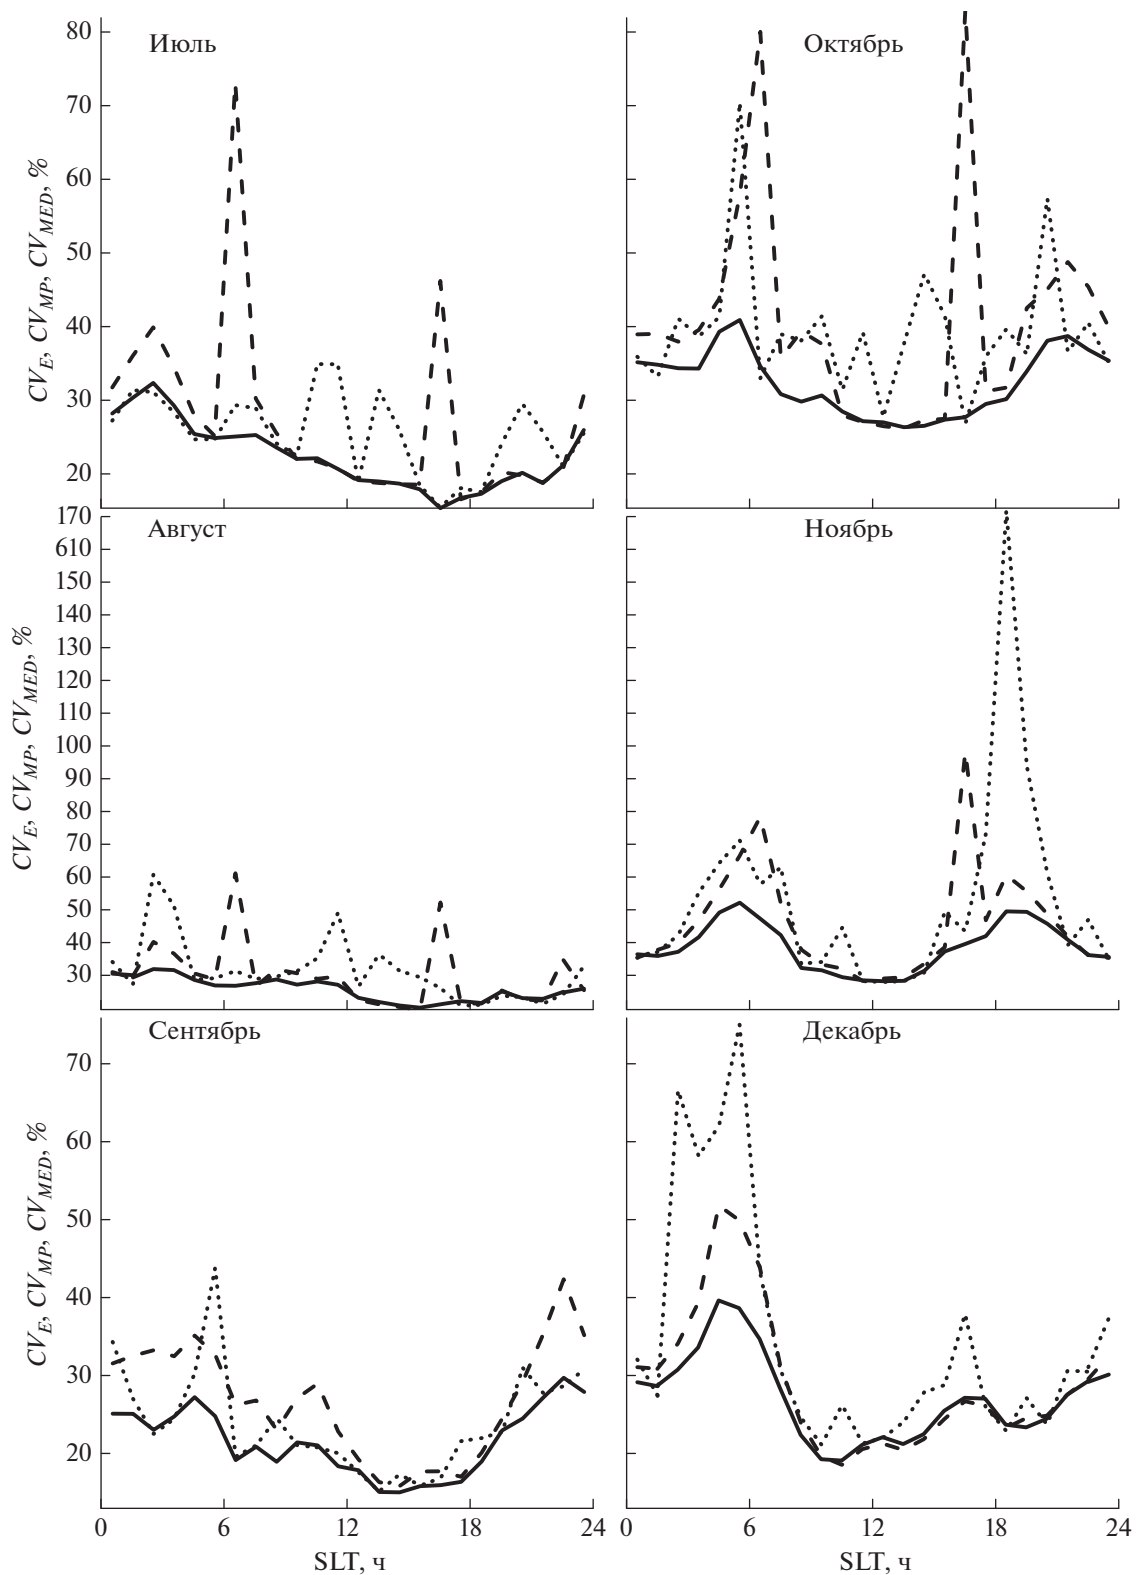 Июль
Октябрь
80
70
60
50
40
30
20
CV_E, CV_MP, CV_MED, %
Август
Ноябрь
170
610
150
140
130
120
110
100
90
80
70
60
50
40
30
CV_E, CV_MP, CV_MED, %
Сентябрь
Декабрь
70
60
50
40
30
20
CV_E, CV_MP, CV_MED, %
0 6 12 18 24 0 6 12 18 24
SLT, ч SLT, ч